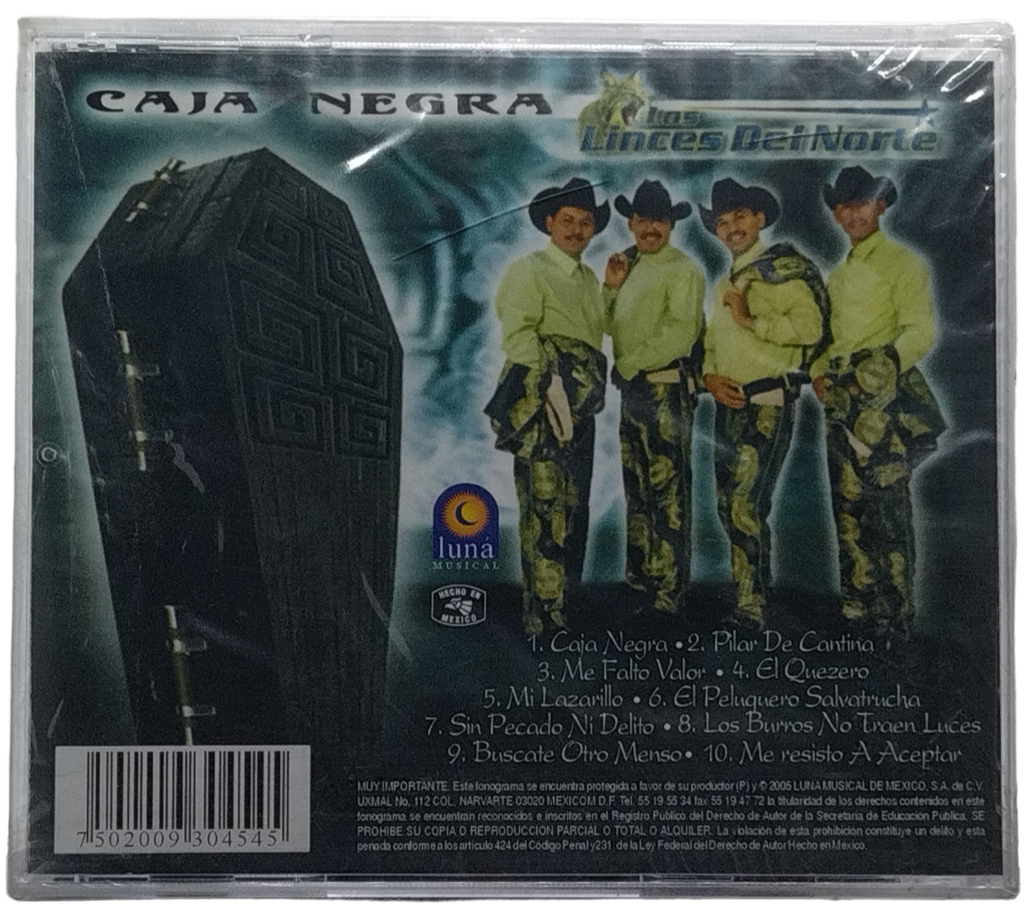 CAJA NEGRA
Los
Linces Del Norte
luná
MUSICAL
HECHO EN
MEXICO
1. Caja Negra • 2. Pilar De Cantina
3. Me Falto Valor • 4. El Quezero
5. Mi Lazarillo • 6. El Peluquero Salvatrucha
7. Sin Pecado Ni Delito • 8. Los Burros No Traen Luces
9. Buscate Otro Menso • 10. Me resisto A Aceptar
MUY IMPORTANTE. Este fonograma se encuentra protegida a favor de su productor (P) y © 2005 LUNA MUSICAL DE MEXICO, S.A. de C.V.
UXMAL No. 112 COL. NARVARTE 03020 MEXICOM D.F. Tel. 55 19 55 34 fax 55 19 47 72 la titularidad de los derechos contenidos en este
fonograma se encuentran reconocidos e inscritos en el Registro Publico del Derecho de Autor de la Secretaria de Educación Publica. SE
PROHIBE SU COPIA O REPRODUCCION PARCIAL O TOTAL O ALQUILER. La violación de esta prohibición constituye un delito y esta
penada conforme a los artículo 424 del Código Penal y 231 de la Ley Federal del Derecho de Autor Hecho en Mexico.
7 502009 304545